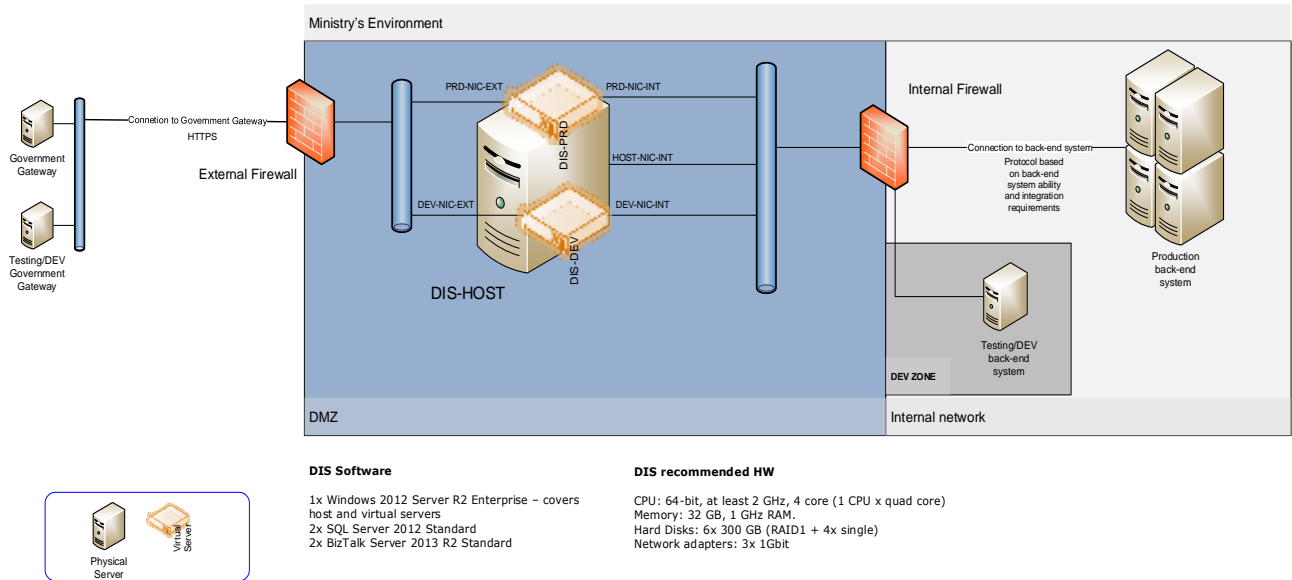 Ministry's Environment
PRD-NIC-EXT
PRD-NIC-INT
Internal Firewall
Connetion to Government Gateway
HTTPS
Government
Gateway
External Firewall
DIS-PRD
HOST-NIC-INT
Connection to back-end system
Protocol based
on back-end
system ability
and integration
requirements
DEV-NIC-EXT
DEV-NIC-INT
DIS-DEV
Testing/DEV
Government
Gateway
DIS-HOST
Production
back-end
system
Testing/DEV
back-end
system
DEV ZONE
DMZ
Internal network
DIS Software
1x Windows 2012 Server R2 Enterprise – covers
host and virtual servers
2x SQL Server 2012 Standard
2x BizTalk Server 2013 R2 Standard
DIS recommended HW
CPU: 64-bit, at least 2 GHz, 4 core (1 CPU x quad core)
Memory: 32 GB, 1 GHz RAM.
Hard Disks: 6x 300 GB (RAID1 + 4x single)
Network adapters: 3x 1Gbit
Physical
Server
Virtual
Server